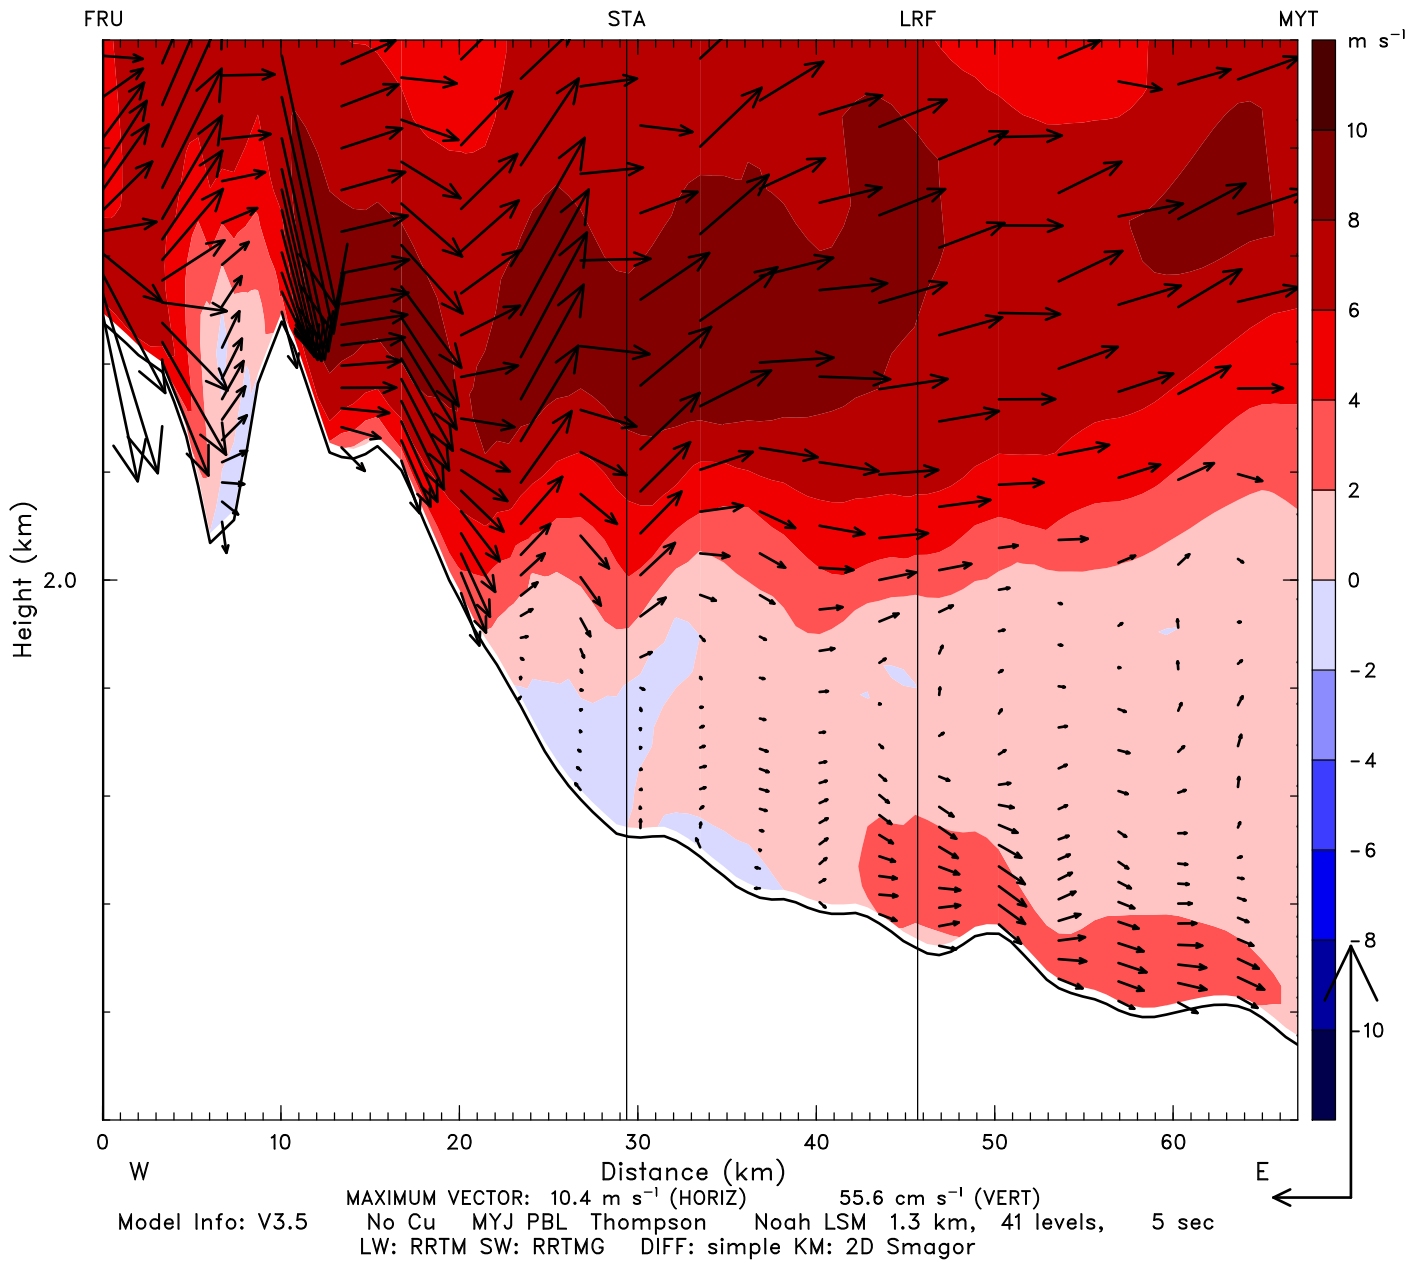 FRU STA LRF MYT
m s⁻¹
10
8
6
4
2
0
-2
-4
-6
-8
-10
Height (km)
2.0
0 10 20 30 40 50 60
W Distance (km) E
MAXIMUM VECTOR: 10.4 m s⁻¹ (HORIZ) 55.6 cm s⁻¹ (VERT)
Model Info: V3.5 No Cu MYJ PBL Thompson Noah LSM 1.3 km, 41 levels, 5 sec
LW: RRTM SW: RRTMG DIFF: simple KM: 2D Smagor